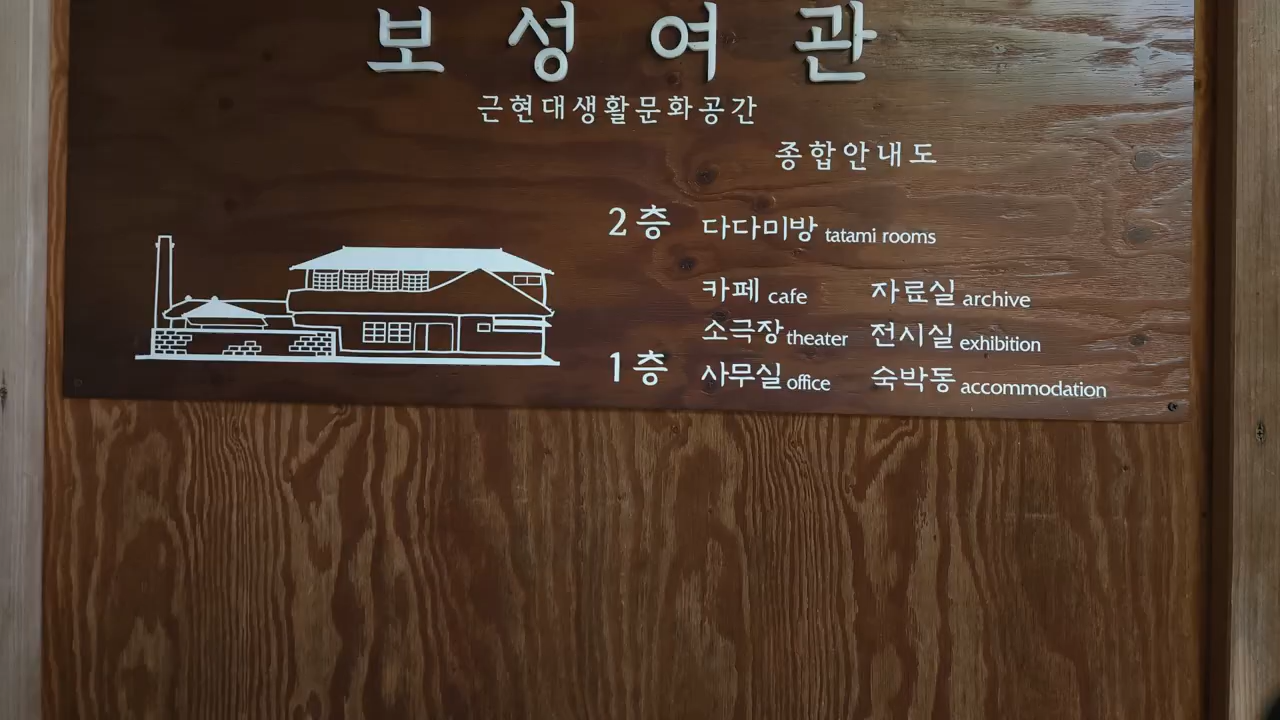 보성여관
근현대생활문화공간
종합안내도
2층 다다미방 tatami rooms
카페 cafe 자료실 archive
소극장 theater 전시실 exhibition
1층 사무실 office 숙박동 accommodation